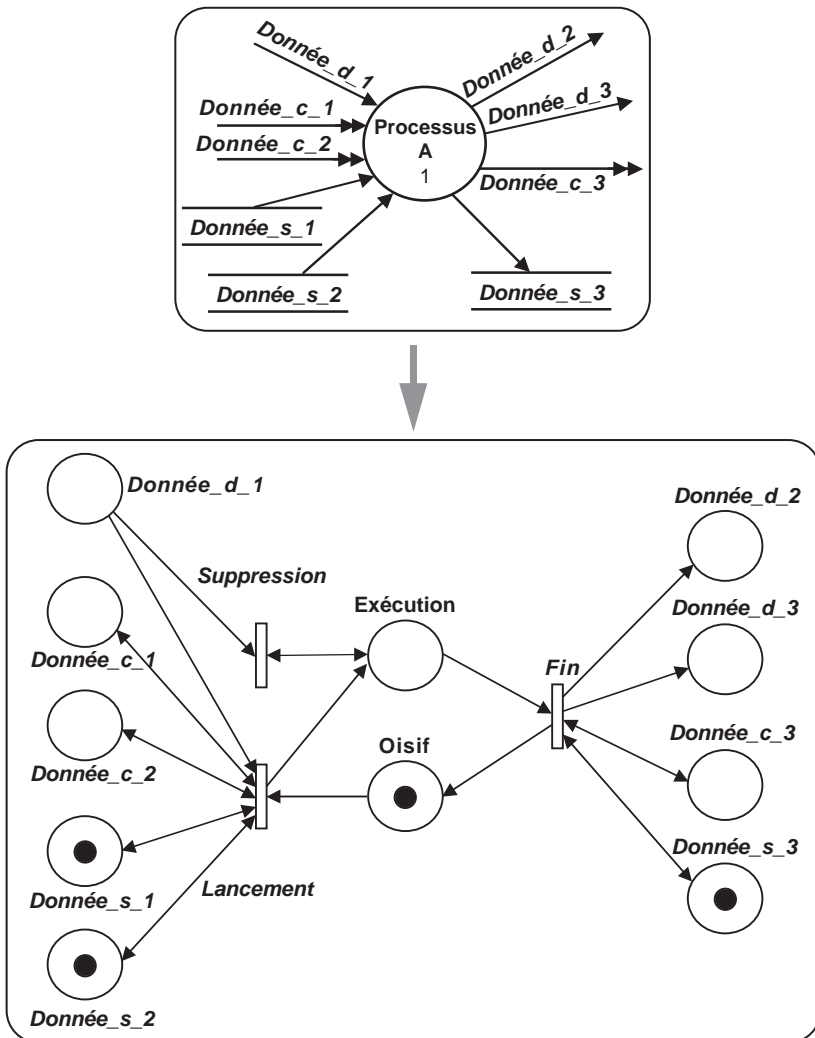 Donnée_d_1
Donnée_d_2
Donnée_d_3
Donnée_c_1
Donnée_c_2
Processus
A
1
Donnée_c_3
Donnée_s_1
Donnée_s_2
Donnée_s_3
Donnée_d_1
Donnée_d_2
Suppression
Exécution
Donnée_d_3
Donnée_c_1
Fin
Donnée_c_2
Oisif
Donnée_c_3
Donnée_s_3
Donnée_s_1
Lancement
Donnée_s_2